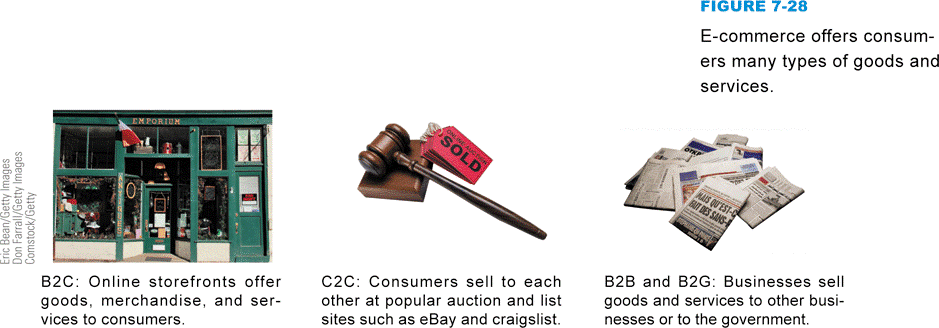 FIGURE 7-28
E-commerce offers consum-
ers many types of goods and
services.
Eric Bean/Getty Images
Don Farrall/Getty Images
Comstock/Getty
EMPORIUM
SOLD
B2C: Online storefronts offer
goods, merchandise, and ser-
vices to consumers.
C2C: Consumers sell to each
other at popular auction and list
sites such as eBay and craigslist.
B2B and B2G: Businesses sell
goods and services to other busi-
nesses or to the government.